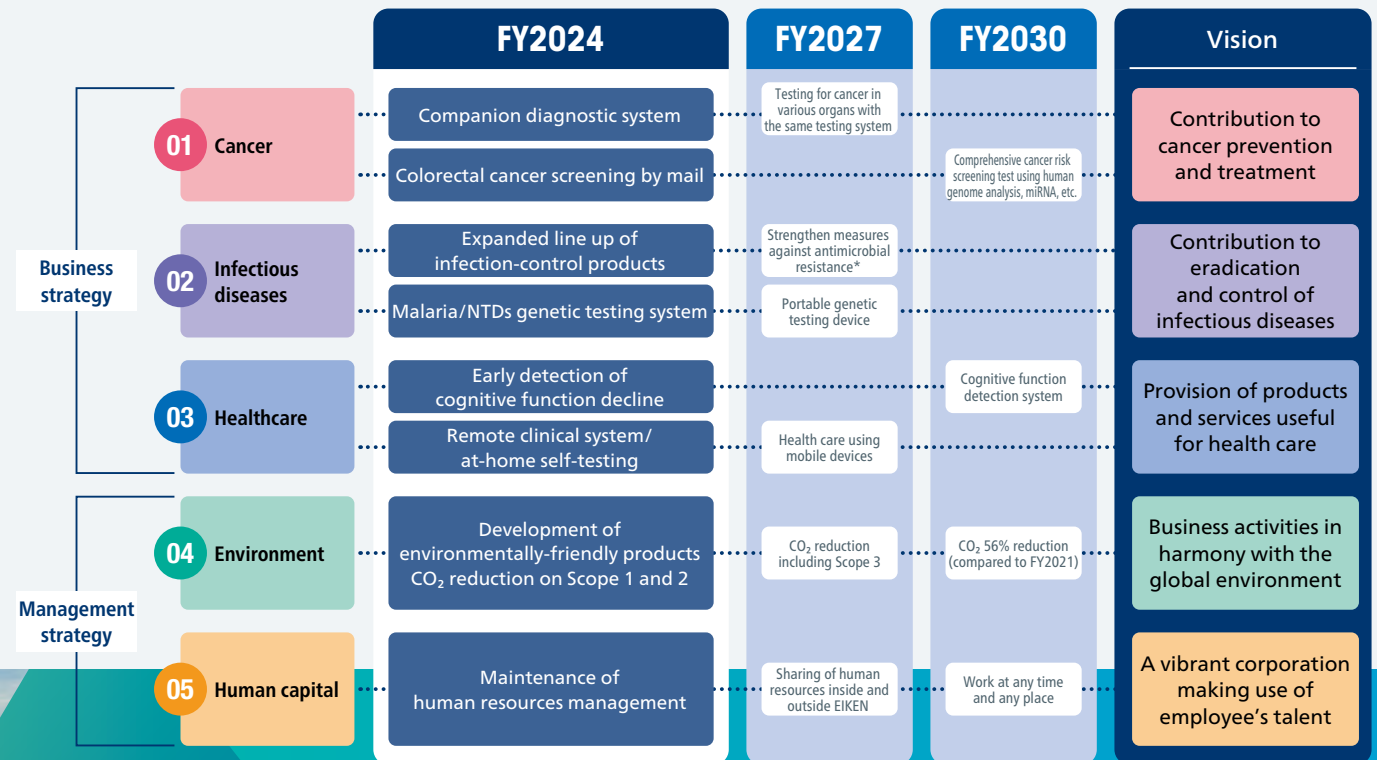 FY2024
FY2027
FY2030
Vision
Business
strategy
01
Cancer
Companion diagnostic system
Testing for cancer in
various organs with
the same testing system
Colorectal cancer screening by mail
Comprehensive cancer risk
screening test using human
genome analysis, miRNA, etc.
Contribution to
cancer prevention
and treatment
02
Infectious
diseases
Expanded line up of
infection-control products
Strengthen measures
against antimicrobial
resistance*
Malaria/NTDs genetic testing system
Portable genetic
testing device
Contribution to
eradication
and control of
infectious diseases
03
Healthcare
Early detection of
cognitive function decline
Cognitive function
detection system
Remote clinical system/
at-home self-testing
Health care using
mobile devices
Provision of products
and services useful
for health care
Management
strategy
04
Environment
Development of
environmentally-friendly products
CO₂ reduction on Scope 1 and 2
CO₂ reduction
including Scope 3
CO₂ 56% reduction
(compared to FY2021)
Business activities in
harmony with the
global environment
05
Human capital
Maintenance of
human resources management
Sharing of human
resources inside and
outside EIKEN
Work at any time
and any place
A vibrant corporation
making use of
employee's talent